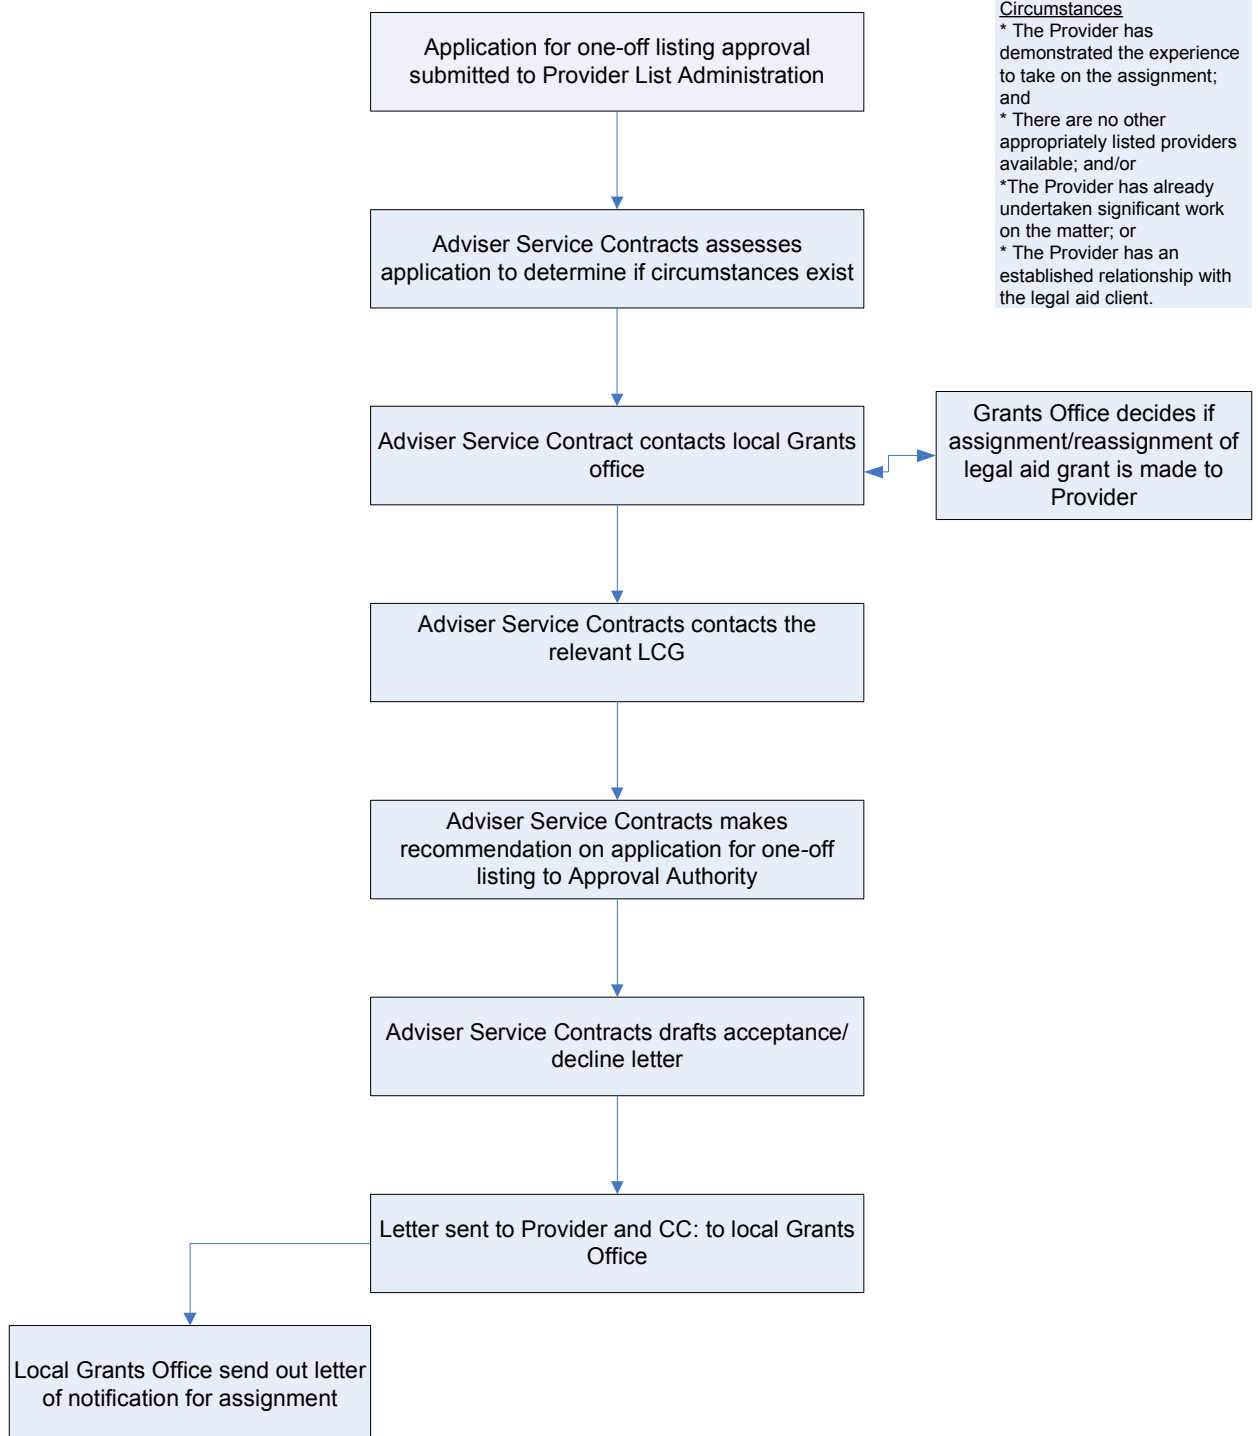 Application for one-off listing approval
submitted to Provider List Administration
Circumstances
* The Provider has
demonstrated the experience
to take on the assignment;
and
* There are no other
appropriately listed providers
available; and/or
*The Provider has already
undertaken significant work
on the matter; or
* The Provider has an
established relationship with
the legal aid client.
Adviser Service Contracts assesses
application to determine if circumstances exist
Adviser Service Contract contacts local Grants
office
Grants Office decides if
assignment/reassignment of
legal aid grant is made to
Provider
Adviser Service Contracts contacts the
relevant LCG
Adviser Service Contracts makes
recommendation on application for one-off
listing to Approval Authority
Adviser Service Contracts drafts acceptance/
decline letter
Letter sent to Provider and CC: to local Grants
Office
Local Grants Office send out letter
of notification for assignment